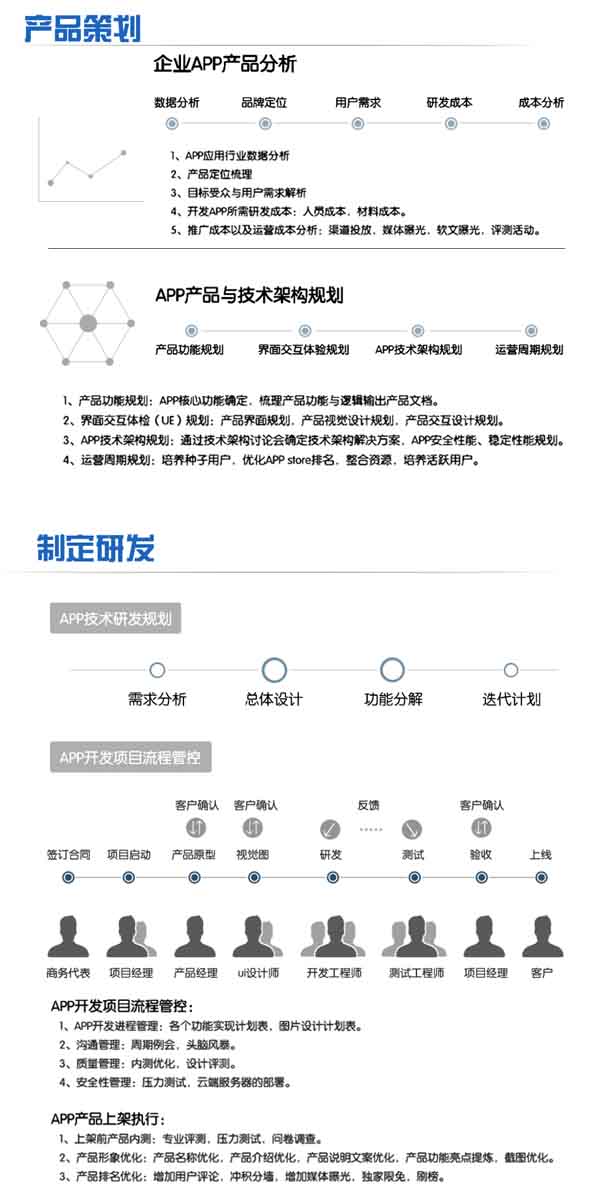 产品策划
企业APP产品分析
数据分析 品牌定位 用户需求 研发成本 成本分析
1、APP应用行业数据分析
2、产品定位梳理
3、目标受众与用户需求解析
4、开发APP所需研发成本：人员成本，材料成本。
5、推广成本以及运营成本分析：渠道投放，媒体曝光，软文曝光，评测活动。
APP产品与技术架构规划
产品功能规划 界面交互体验规划 APP技术架构规划 运营周期规划
1、产品功能规划：APP核心功能确定，梳理产品功能与逻辑输出产品文档。
2、界面交互体检（UE）规划：产品界面规划，产品视觉设计规划，产品交互设计规划。
3、APP技术架构规划：通过技术架构讨论会确定技术架构解决方案，APP安全性能、稳定性能规划。
4、运营周期规划：培养种子用户，优化APP store排名，整合资源，培养活跃用户。
制定研发
APP技术研发规划
需求分析 总体设计 功能分解 迭代计划
APP开发项目流程管控
客户确认 客户确认 反馈 客户确认
签订合同 项目启动 产品原型 视觉图 研发 测试 验收 上线
商务代表 项目经理 产品经理 ui设计师 开发工程师 测试工程师 项目经理 客户
APP开发项目流程管控：
1、APP开发进程管理：各个功能实现计划表，图片设计计划表。
2、沟通管理：周期例会，头脑风暴。
3、质量管理：内测优化，设计评测。
4、安全性管理：压力测试，云端服务器的部署。
APP产品上架执行：
1、上架前产品内测：专业评测，压力测试，问卷调查。
2、产品形象优化：产品名称优化，产品介绍优化，产品说明文案优化，产品功能亮点提炼，截图优化。
3、产品排名优化：增加用户评论，冲积分墙，增加媒体曝光，独家限免，刷榜。